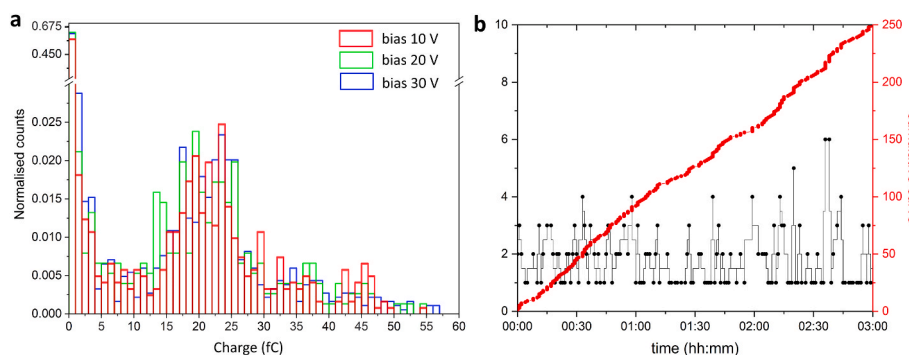 a
0.675
0.450
0.025
0.020
0.015
0.010
0.005
0.000
Normalised counts
bias 10 V
bias 20 V
bias 30 V
0 5 10 15 20 25 30 35 40 45 50 55 60
Charge (fC)
b
10
8
6
4
2
0
250
200
150
100
50
0
00:00 00:30 01:00 01:30 02:00 02:30 03:00
time (hh:mm)